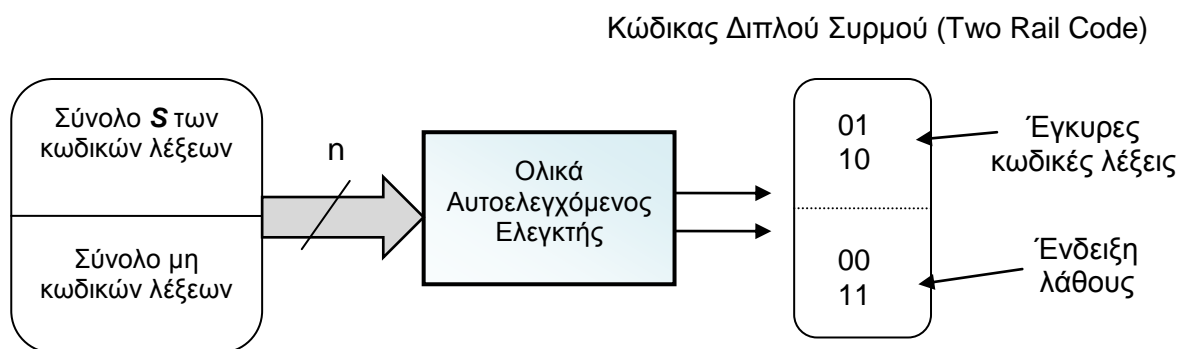 Κώδικας Διπλού Συρμού (Two Rail Code)
Σύνολο S των
κωδικών λέξεων
Σύνολο μη
κωδικών λέξεων
n
Ολικά
Αυτοελεγχόμενος
Ελεγκτής
01
10
00
11
Έγκυρες
κωδικές λέξεις
Ένδειξη
λάθους